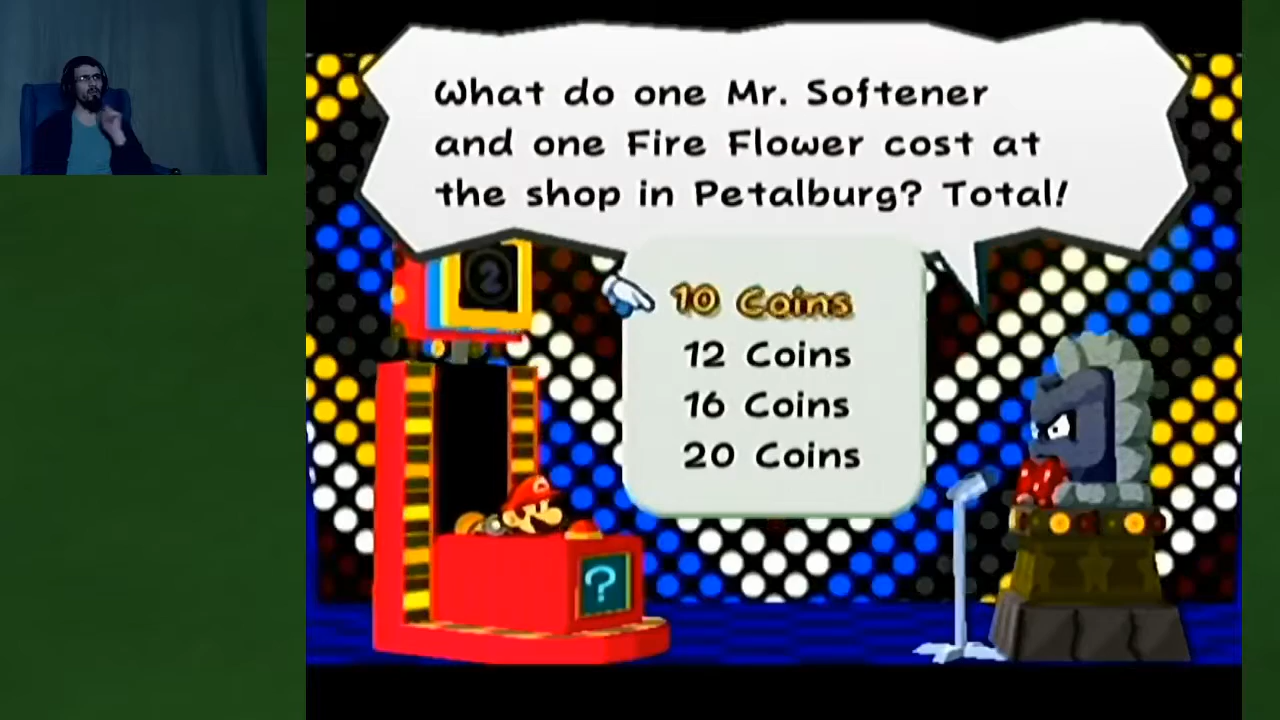 What do one Mr. Softener
and one Fire Flower cost at
the shop in Petalburg? Total!
2
10 Coins
12 Coins
16 Coins
20 Coins
?